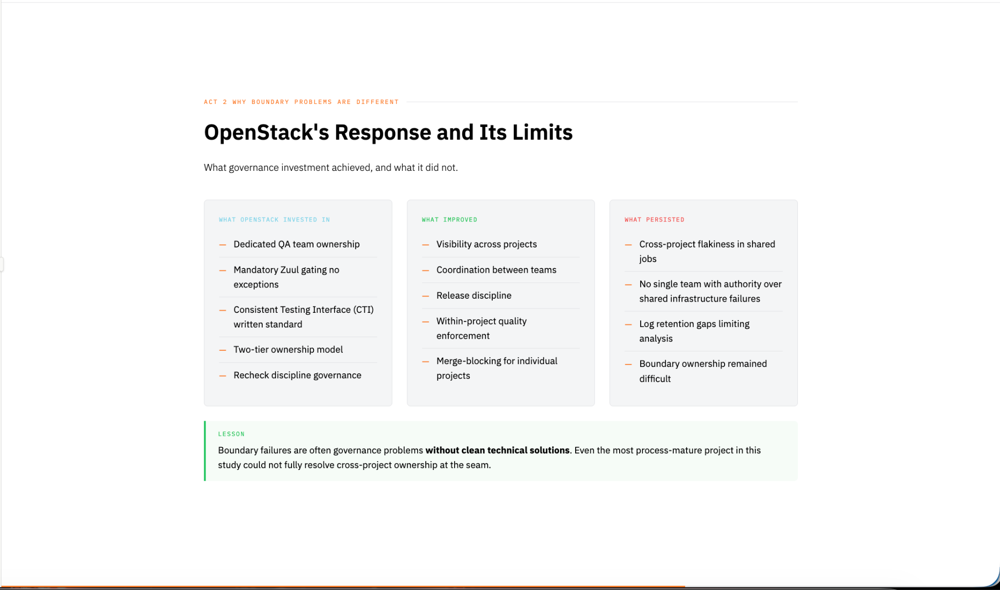 ACT 2 WHY BOUNDARY PROBLEMS ARE DIFFERENT
OpenStack's Response and Its Limits
What governance investment achieved, and what it did not.
WHAT OPENSTACK INVESTED IN
— Dedicated QA team ownership
— Mandatory Zuul gating no
exceptions
— Consistent Testing Interface (CTI)
written standard
— Two-tier ownership model
— Recheck discipline governance
WHAT IMPROVED
— Visibility across projects
— Coordination between teams
— Release discipline
— Within-project quality
enforcement
— Merge-blocking for individual
projects
WHAT PERSISTED
— Cross-project flakiness in shared
jobs
— No single team with authority over
shared infrastructure failures
— Log retention gaps limiting
analysis
— Boundary ownership remained
difficult
LESSON
Boundary failures are often governance problems without clean technical solutions. Even the most process-mature project in this
study could not fully resolve cross-project ownership at the seam.